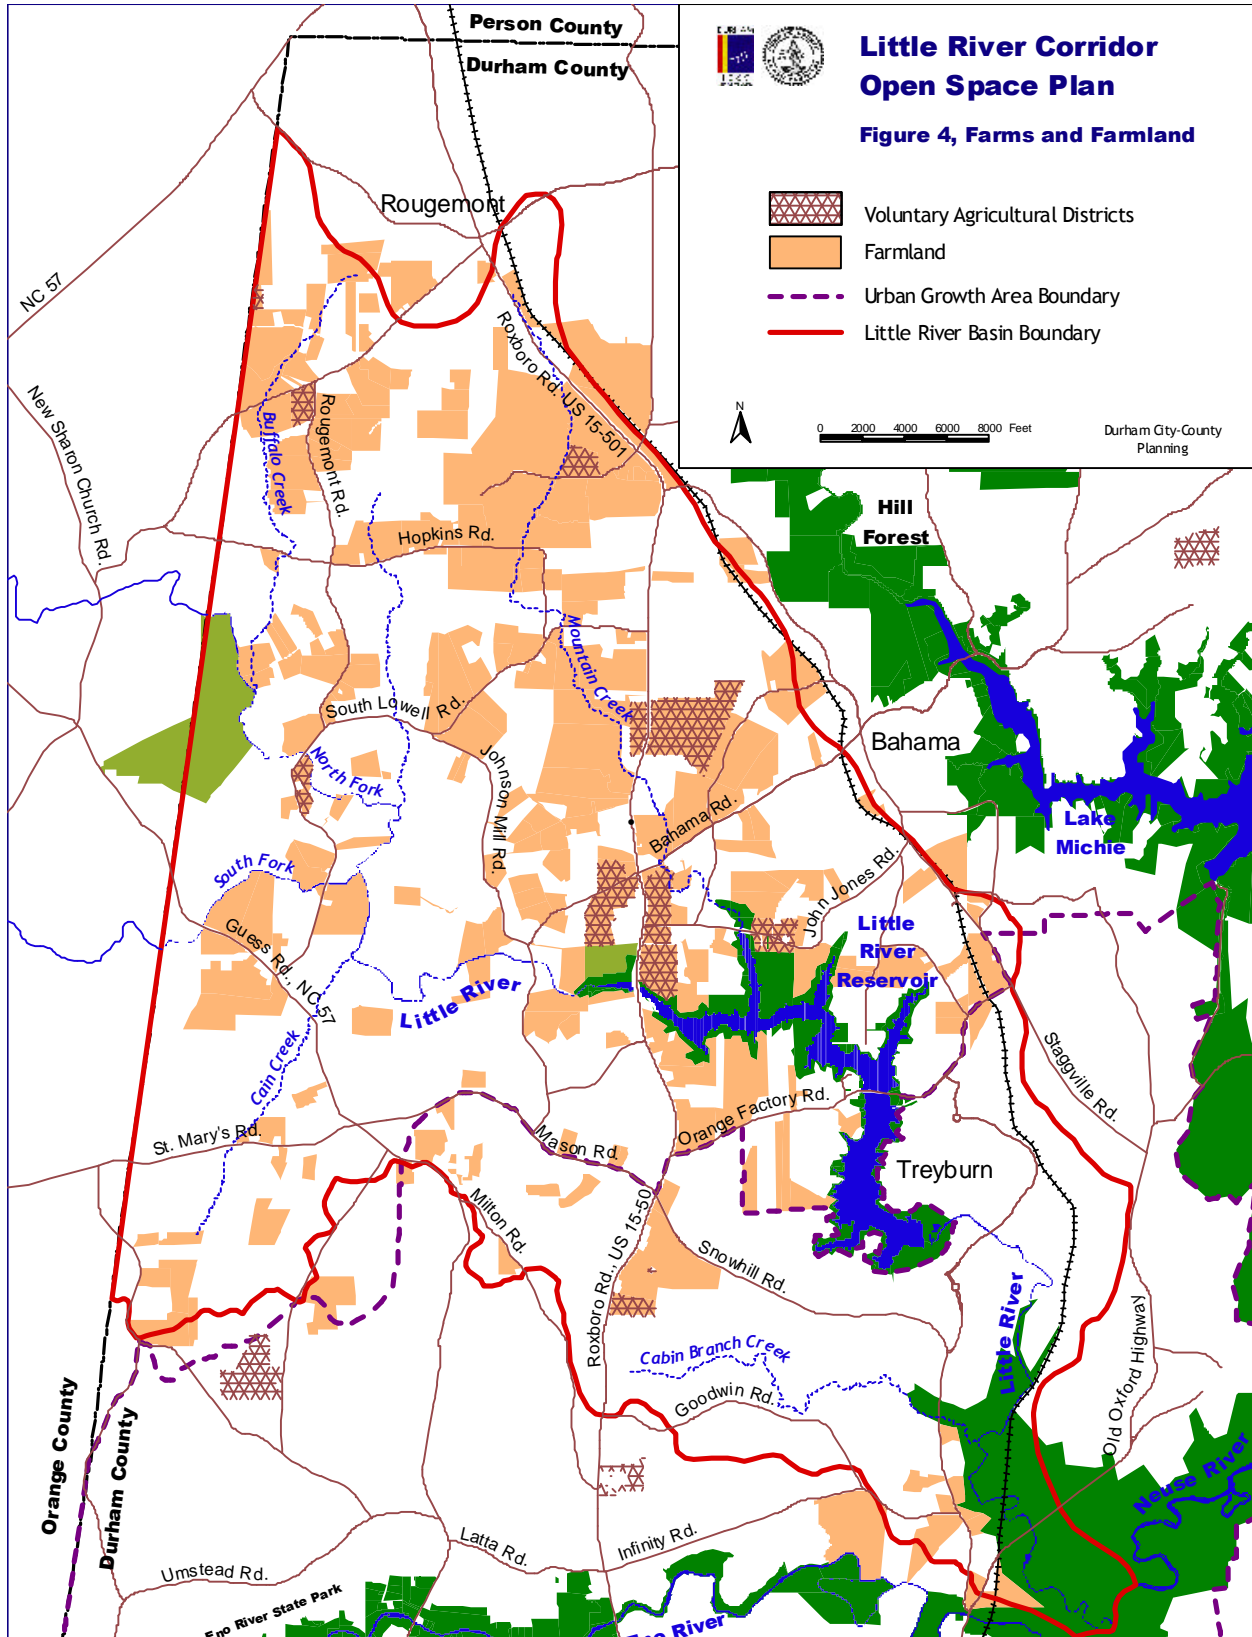 Person County
Durham County
Little River Corridor
Open Space Plan
Figure 4, Farms and Farmland
Voluntary Agricultural Districts
Farmland
Urban Growth Area Boundary
Little River Basin Boundary
N
0 2000 4000 6000 8000 Feet
Durham City-County
Planning
Rougemont
NC 57
Roxboro Rd. US 15-501
New Sharon Church Rd.
Buffalo Creek
Rougemont Rd.
Hopkins Rd.
Hill
Forest
Mountain Creek
South Lowell Rd.
North Fork
Johnson Mill Rd.
Bahama
Bahama Rd.
Lake
Michie
South Fork
John Jones Rd.
Little
River
Reservoir
Guess Rd., NC 57
Little River
Cain Creek
Staggville Rd.
St. Mary's Rd.
Mason Rd.
Orange Factory Rd.
Treyburn
Milton Rd.
Roxboro Rd., US 15-50
Snowhill Rd.
Little River
Cabin Branch Creek
Goodwin Rd.
Old Oxford Highway
Orange County
Durham County
Neuse River
Latta Rd.
Infinity Rd.
Umstead Rd.
Eno River State Park
Eno River